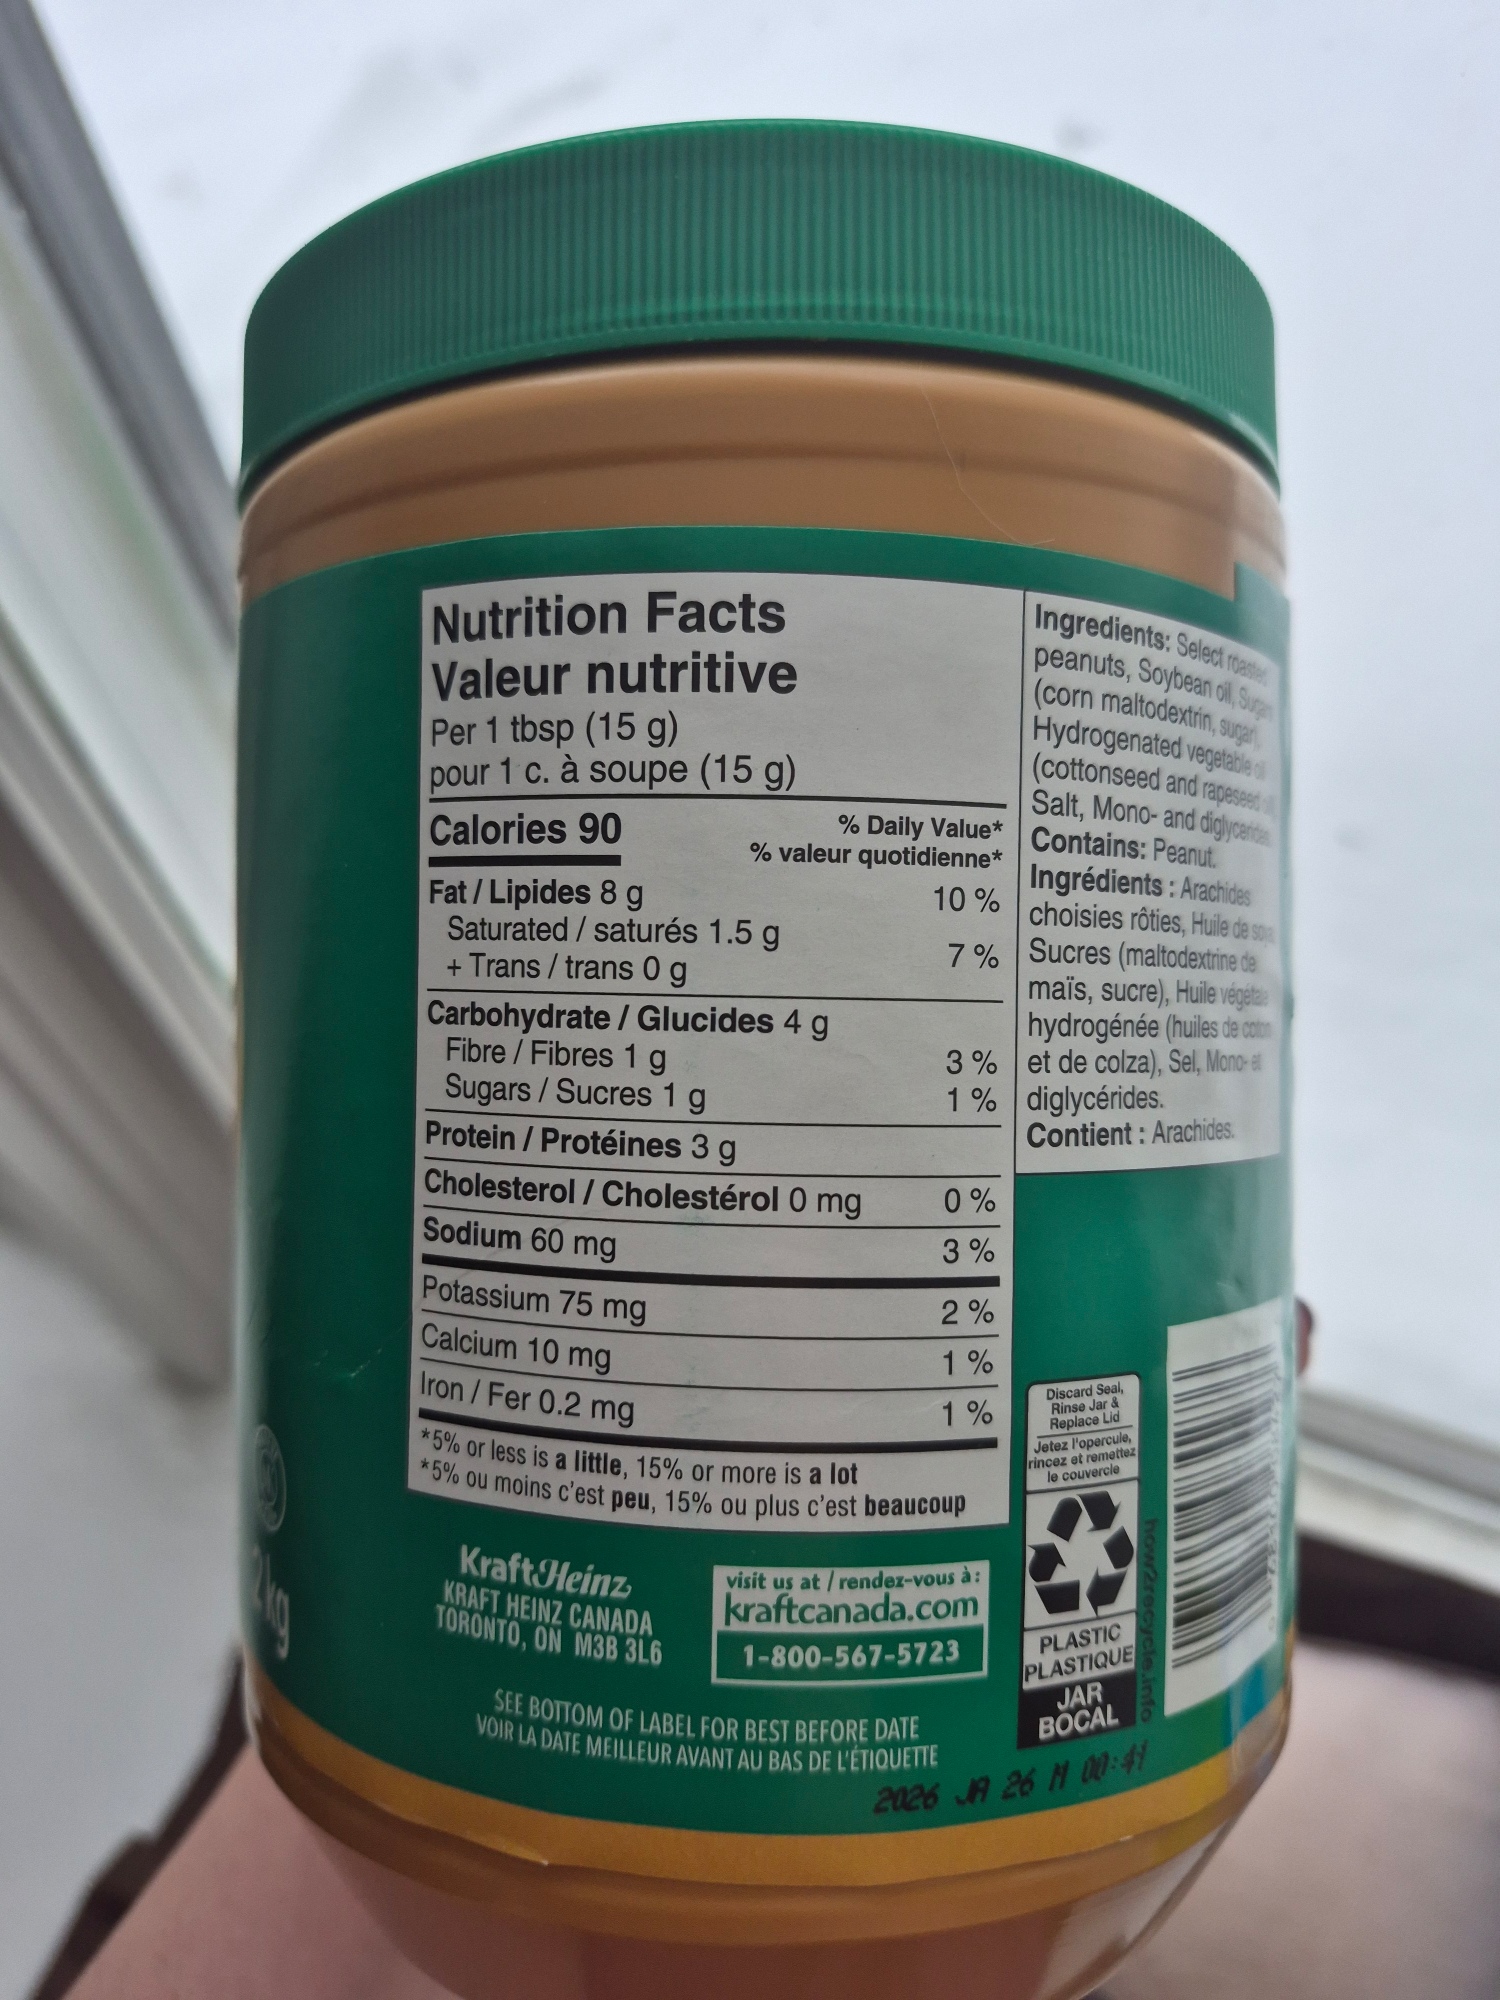 Nutrition Facts
Valeur nutritive
Per 1 tbsp (15 g)
pour 1 c. à soupe (15 g)
Calories 90
% Daily Value*
% valeur quotidienne*
Fat / Lipides 8 g 10 %
Saturated / saturés 1.5 g
+ Trans / trans 0 g 7 %
Carbohydrate / Glucides 4 g
Fibre / Fibres 1 g 3 %
Sugars / Sucres 1 g 1 %
Protein / Protéines 3 g
Cholesterol / Cholestérol 0 mg 0 %
Sodium 60 mg 3 %
Potassium 75 mg 2 %
Calcium 10 mg 1 %
Iron / Fer 0.2 mg 1 %
*5% or less is a little, 15% or more is a lot
*5% ou moins c'est peu, 15% ou plus c'est beaucoup
Ingredients: Select roasted
peanuts, Soybean oil, Sugars
(corn maltodextrin, sugar),
Hydrogenated vegetable oil
(cottonseed and rapeseed
Salt, Mono- and diglycerides.
Contains: Peanut.
Ingrédients : Arachides
choisies rôties, Huile de soya
Sucres (maltodextrine de
maïs, sucre), Huile végétale
hydrogénée (huiles de coton
et de colza), Sel, Mono- et
diglycérides.
Contient : Arachides.
2kg
KraftHeinz
KRAFT HEINZ CANADA
TORONTO, ON M3B 3L6
visit us at / rendez-vous à:
kraftcanada.com
1-800-567-5723
Discard Seal,
Rinse Jar &
Replace Lid
Jetez l'opercule,
rincez et remettez
le couvercle
PLASTIC
PLASTIQUE
JAR
BOCAL
how2recycle.info
SEE BOTTOM OF LABEL FOR BEST BEFORE DATE
VOIR LA DATE MEILLEUR AVANT AU BAS DE L'ÉTIQUETTE
2026 JA 26 M 00:41